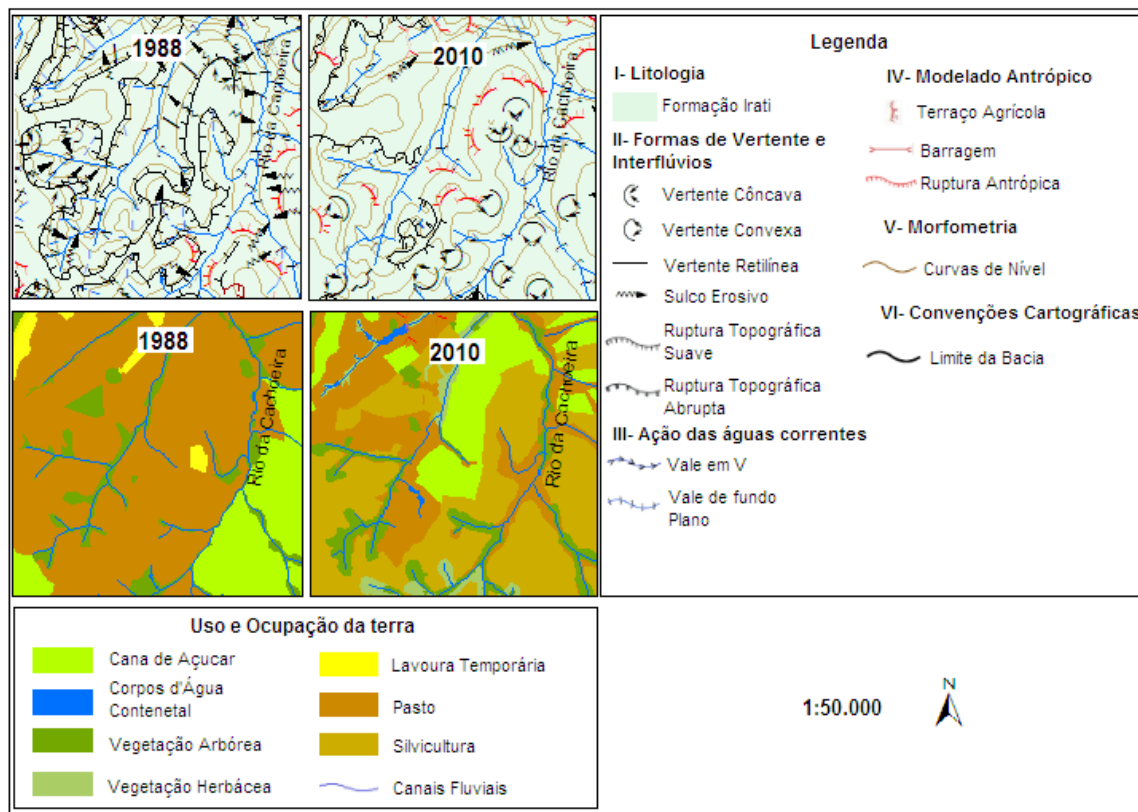 1988
Rio da Cachoeira
2010
Rio da Cachoeira
1988
Rio da Cachoeira
2010
Rio da Cachoeira
Legenda
I- Litologia
Formação Irati
II- Formas de Vertente e
Interflúvios
Vertente Côncava
Vertente Convexa
Vertente Retilínea
Sulco Erosivo
Ruptura Topográfica
Suave
Ruptura Topográfica
Abrupta
III- Ação das águas correntes
Vale em V
Vale de fundo
Plano
IV- Modelado Antrópico
Terraço Agrícola
Barragem
Ruptura Antrópica
V- Morfometria
Curvas de Nível
VI- Convenções Cartográficas
Limite da Bacia
Uso e Ocupação da terra
Cana de Açucar
Corpos d'Água
Contenetal
Vegetação Arbórea
Vegetação Herbácea
Lavoura Temporária
Pasto
Silvicultura
Canais Fluviais
1:50.000
N